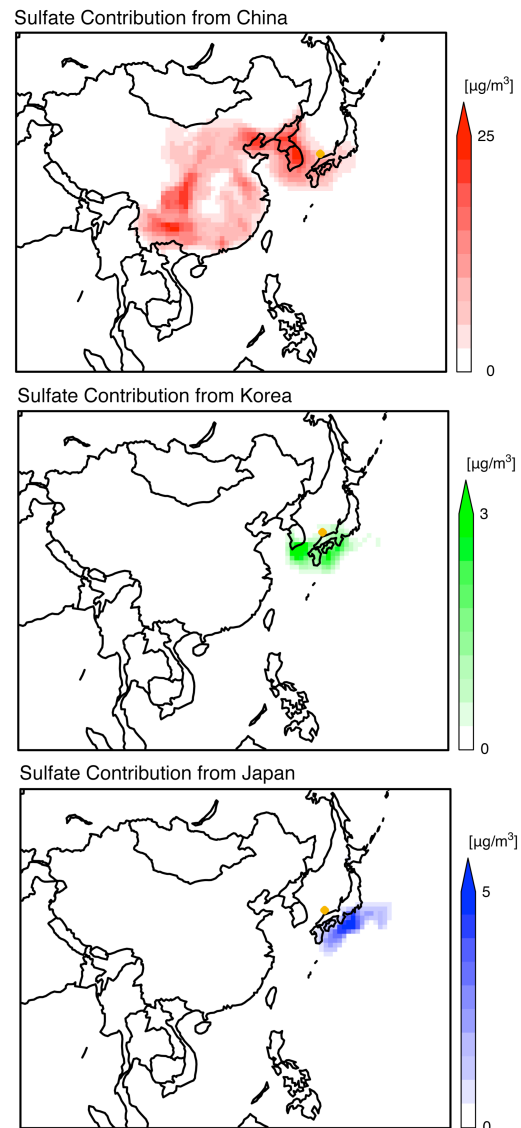 Sulfate Contribution from China
[μg/m³]
25
0
Sulfate Contribution from Korea
[μg/m³]
3
0
Sulfate Contribution from Japan
[μg/m³]
5
0